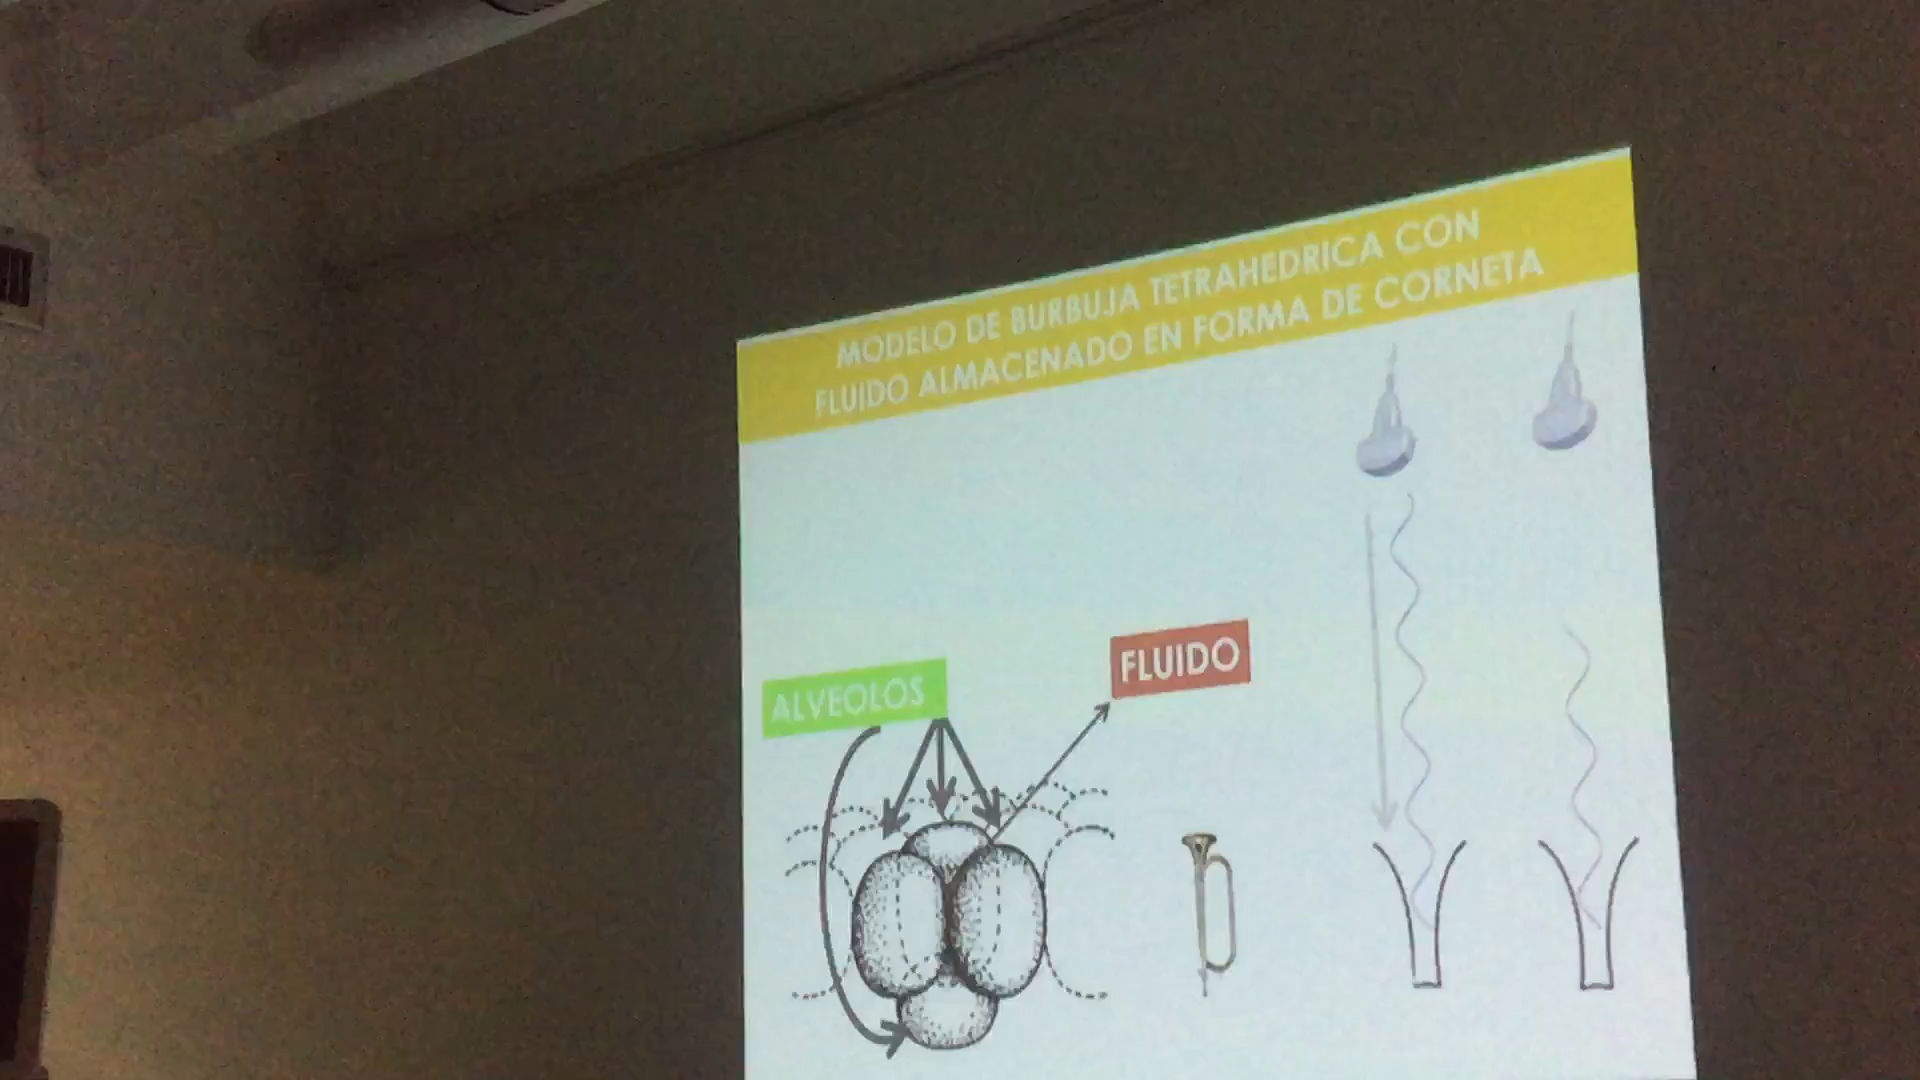 MODELO DE BURBUJA TETRAHEDRICA CON
FLUIDO ALMACENADO EN FORMA DE CORNETA
FLUIDO
ALVEOLOS